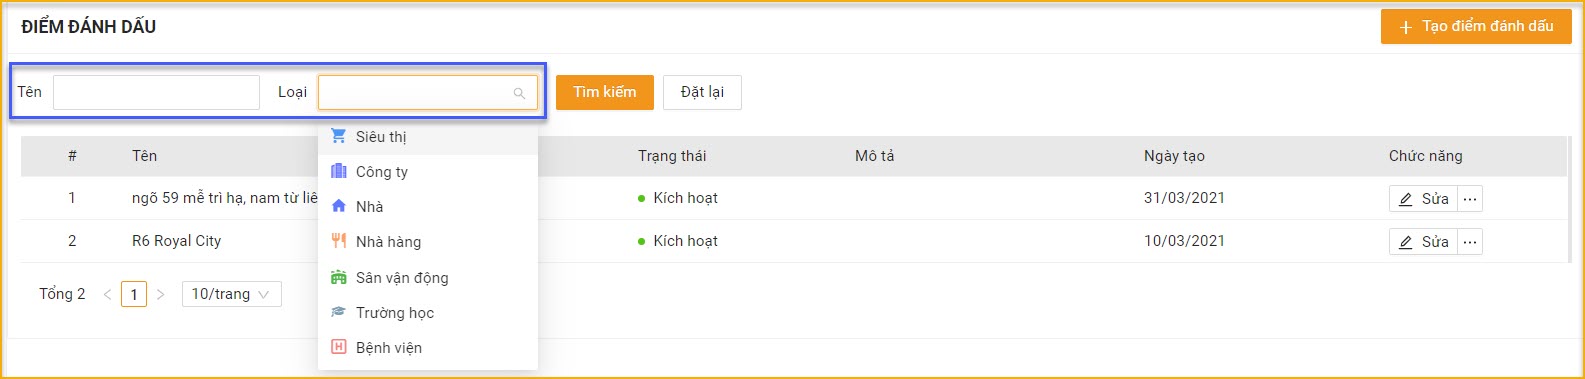 ĐIỂM ĐÁNH DẤU
+ Tạo điểm đánh dấu
Tên Loại Tìm kiếm Đặt lại
Siêu thị
Công ty
Nhà
Nhà hàng
Sân vận động
Trường học
H Bệnh viện
# Tên Trạng thái Mô tả Ngày tạo Chức năng
1 ngõ 59 mễ trì hạ, nam từ Kích hoạt 31/03/2021 Sửa ...
2 R6 Royal City Kích hoạt 10/03/2021 Sửa ...
Tổng 2 < 1 > 10/trang